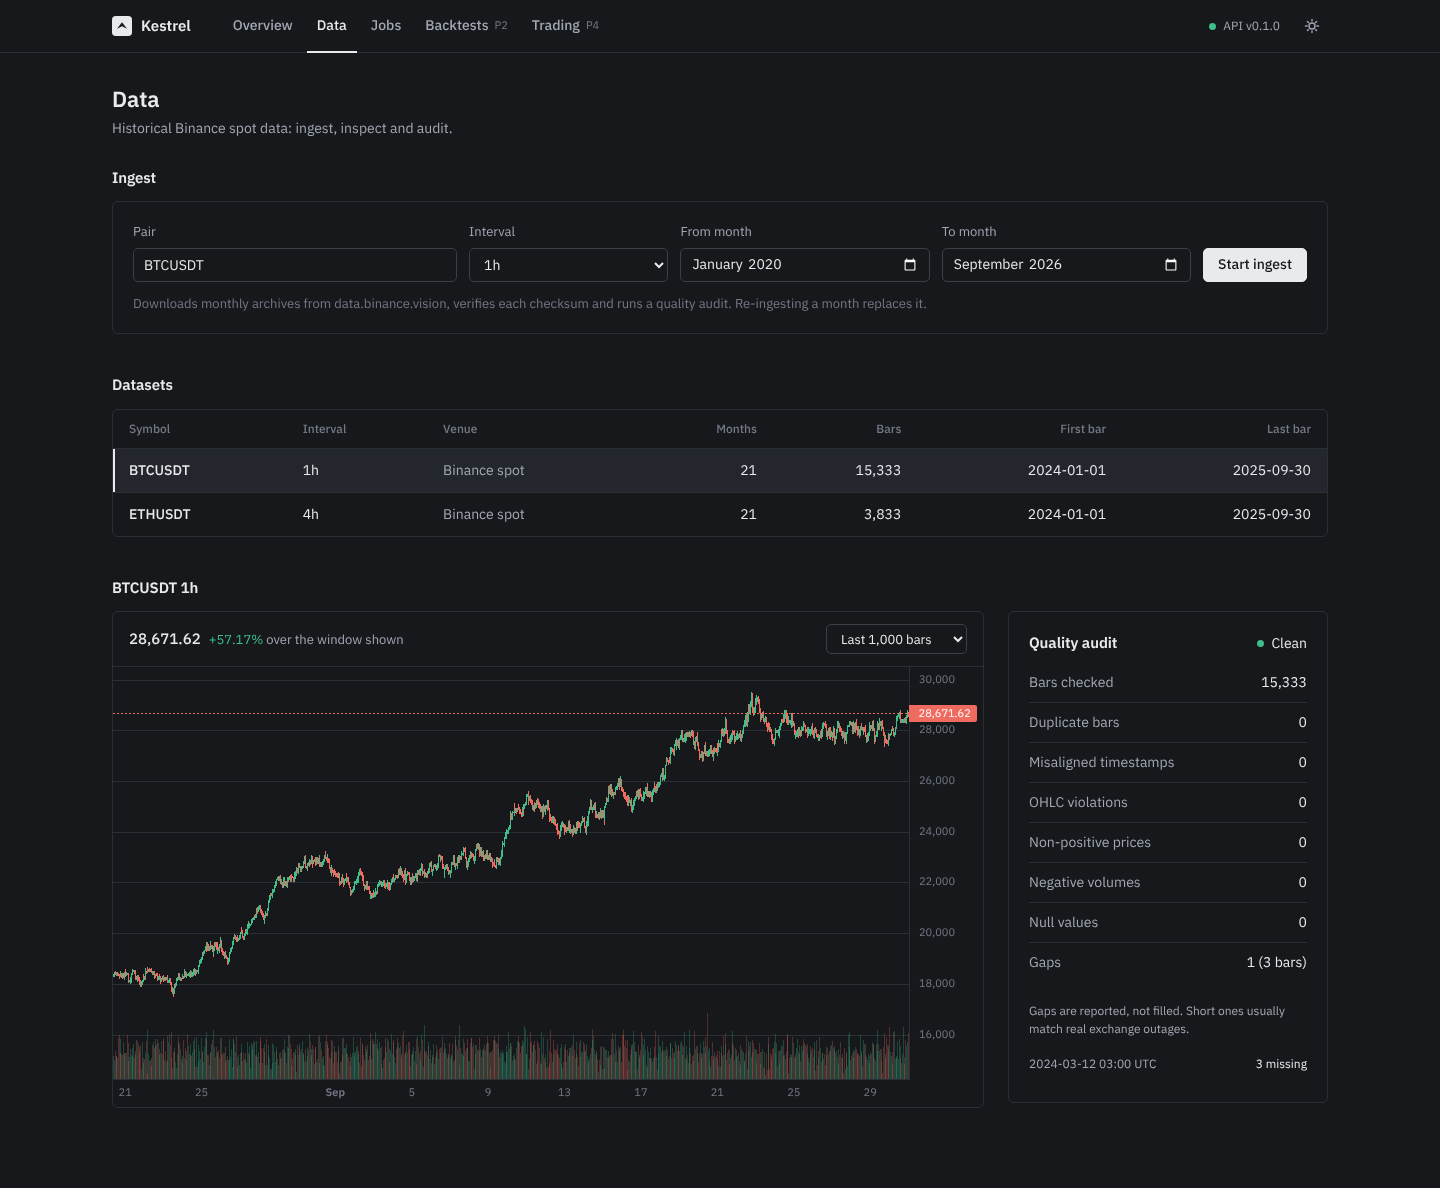 Kestrel Overview Data Jobs Backtests P2 Trading P4 API v0.1.0
Data
Historical Binance spot data: ingest, inspect and audit.
Ingest
Pair Interval From month To month
BTCUSDT 1h January 2020 September 2026 Start ingest
Downloads monthly archives from data.binance.vision, verifies each checksum and runs a quality audit. Re-ingesting a month replaces it.
Datasets
Symbol Interval Venue Months Bars First bar Last bar
BTCUSDT 1h Binance spot 21 15,333 2024-01-01 2025-09-30
ETHUSDT 4h Binance spot 21 3,833 2024-01-01 2025-09-30
BTCUSDT 1h
28,671.62 +57.17% over the window shown Last 1,000 bars
30,000
28,671.62
28,000
26,000
24,000
22,000
20,000
18,000
16,000
21 25 Sep 5 9 13 17 21 25 29
Quality audit Clean
Bars checked 15,333
Duplicate bars 0
Misaligned timestamps 0
OHLC violations 0
Non-positive prices 0
Negative volumes 0
Null values 0
Gaps 1 (3 bars)
Gaps are reported, not filled. Short ones usually
match real exchange outages.
2024-03-12 03:00 UTC 3 missing